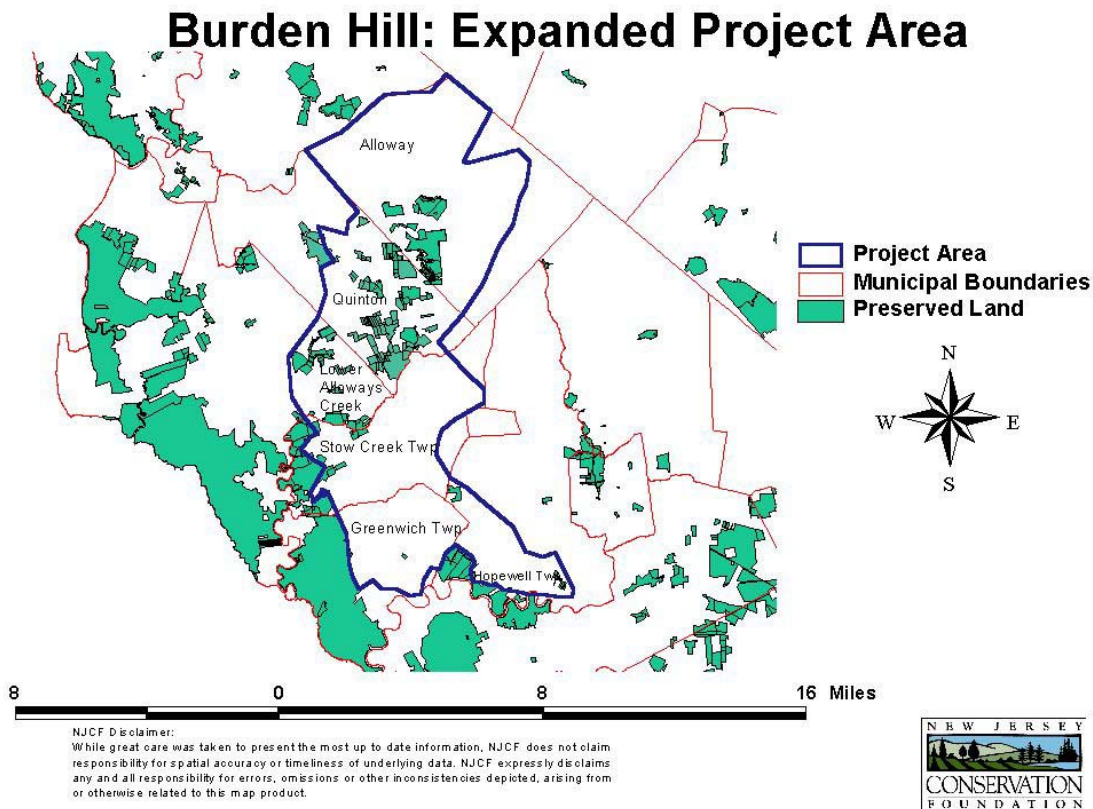 Burden Hill: Expanded Project Area
Alloway
Quinton
Lower
Alloways
Creek
Stow Creek Twp
Greenwich Twp
Hopewell Twp
Project Area
Municipal Boundaries
Preserved Land
N
W E
S
8 0 8 16 Miles
NJCF Disclaimer:
While great care was taken to present the most up to date information, NJCF does not claim
responsibility for spatial accuracy or timeliness of underlying data. NJCF expressly disclaims
any and all responsibility for errors, omissions or other inconsistencies depicted, arising from
or otherwise related to this map product.
NEW JERSEY
CONSERVATION
FOUNDATION